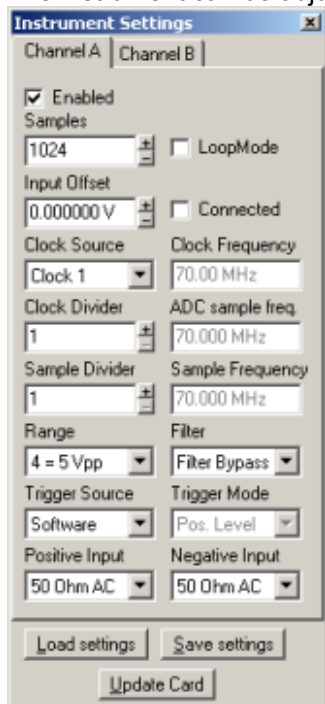 Instrument Settings
Channel A Channel B
Enabled
Samples
1024 LoopMode
Input Offset
0.000000 V Connected
Clock Source Clock Frequency
Clock 1 70.00 MHz
Clock Divider ADC sample freq.
1 70.000 MHz
Sample Divider Sample Frequency
1 70.000 MHz
Range Filter
4 = 5 Vpp Filter Bypass
Trigger Source Trigger Mode
Software Pos. Level
Positive Input Negative Input
50 Ohm AC 50 Ohm AC
Load settings Save settings
Update Card